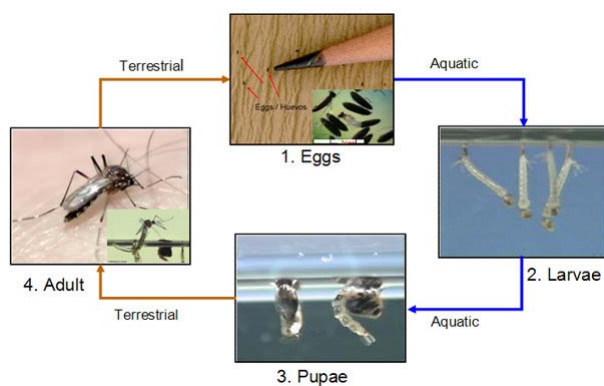 Terrestrial
Aquatic
Eggs / Huevos
1. Eggs
2. Larvae
Aquatic
3. Pupae
Terrestrial
4. Adult